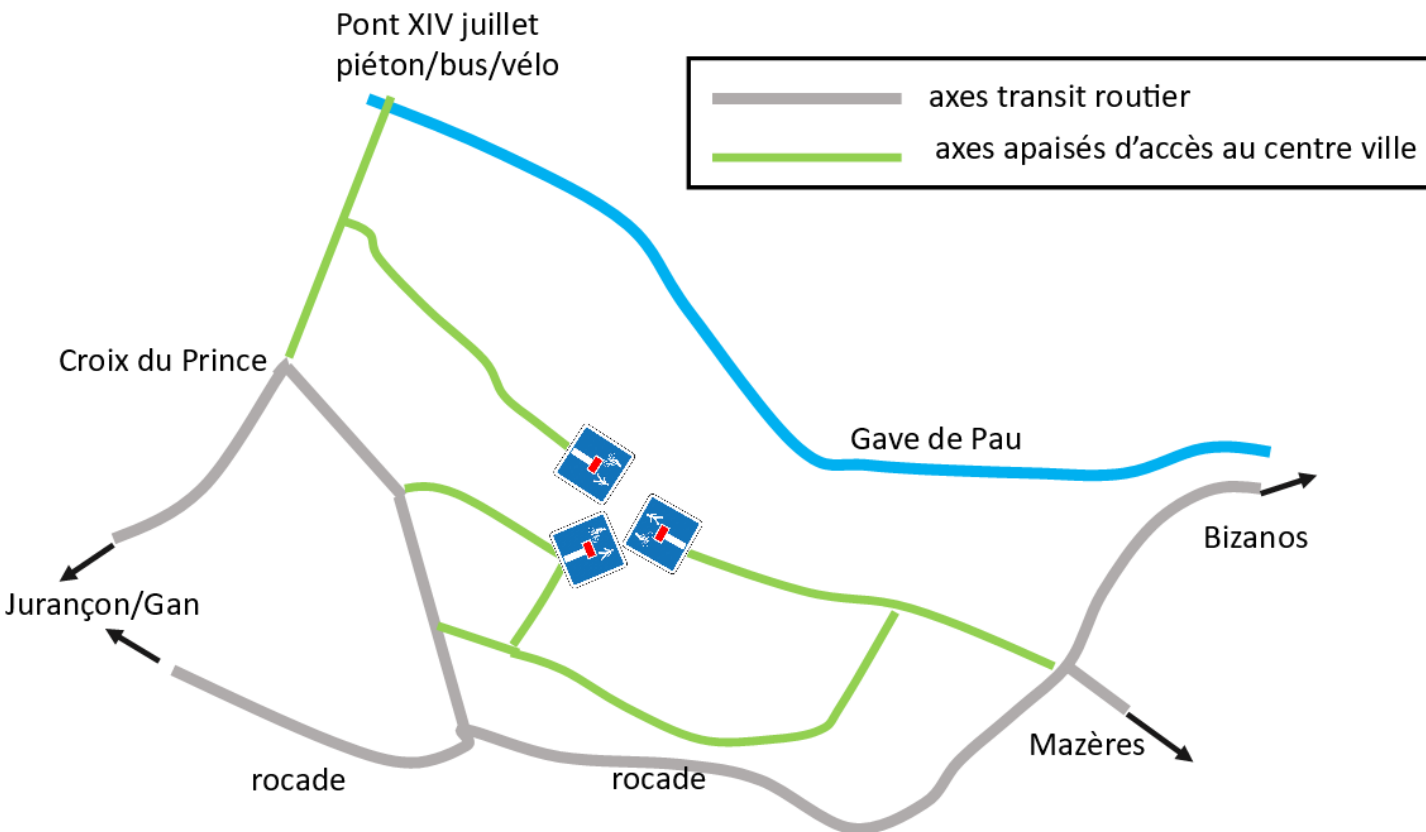 Pont XIV juillet
piéton/bus/vélo
axes transit routier
axes apaisés d'accès au centre ville
Croix du Prince
Gave de Pau
Bizanos
Jurançon/Gan
Mazères
rocade
rocade